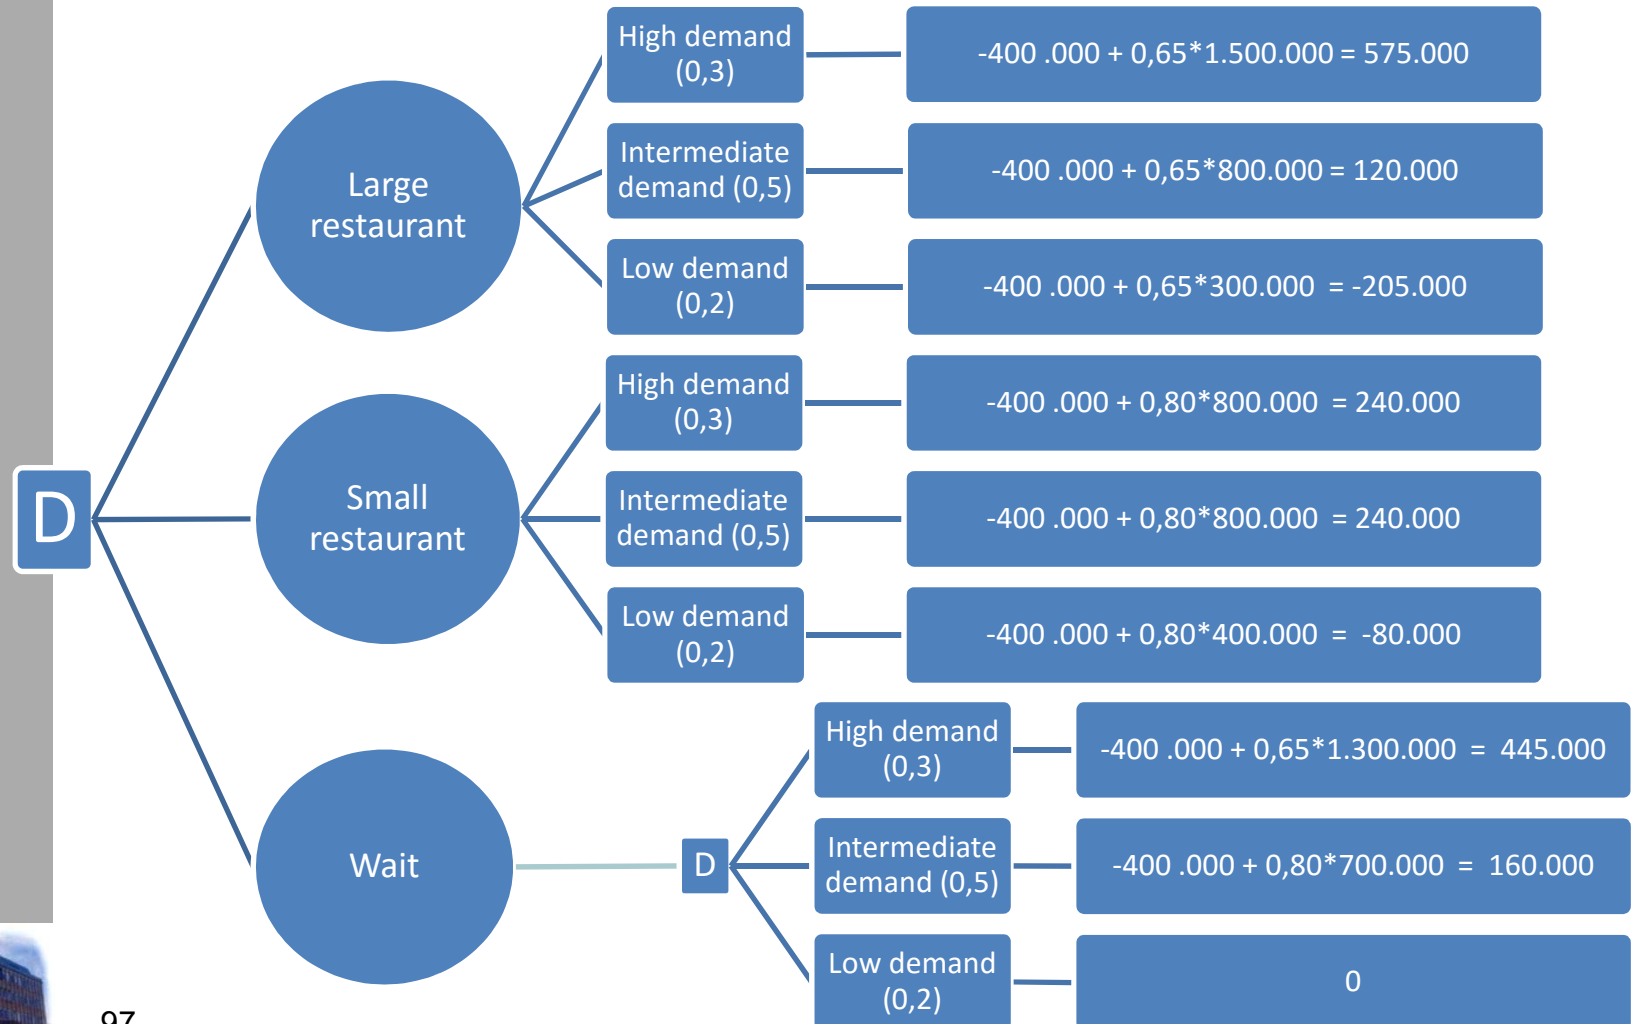 High demand
(0,3)
-400 .000 + 0,65*1.500.000 = 575.000
Intermediate
demand (0,5)
-400 .000 + 0,65*800.000 = 120.000
Large
restaurant
Low demand
(0,2)
-400 .000 + 0,65*300.000 = -205.000
High demand
(0,3)
-400 .000 + 0,80*800.000 = 240.000
D
Small
restaurant
Intermediate
demand (0,5)
-400 .000 + 0,80*800.000 = 240.000
Low demand
(0,2)
-400 .000 + 0,80*400.000 = -80.000
High demand
(0,3)
-400 .000 + 0,65*1.300.000 = 445.000
Wait
D
Intermediate
demand (0,5)
-400 .000 + 0,80*700.000 = 160.000
Low demand
(0,2)
0
97